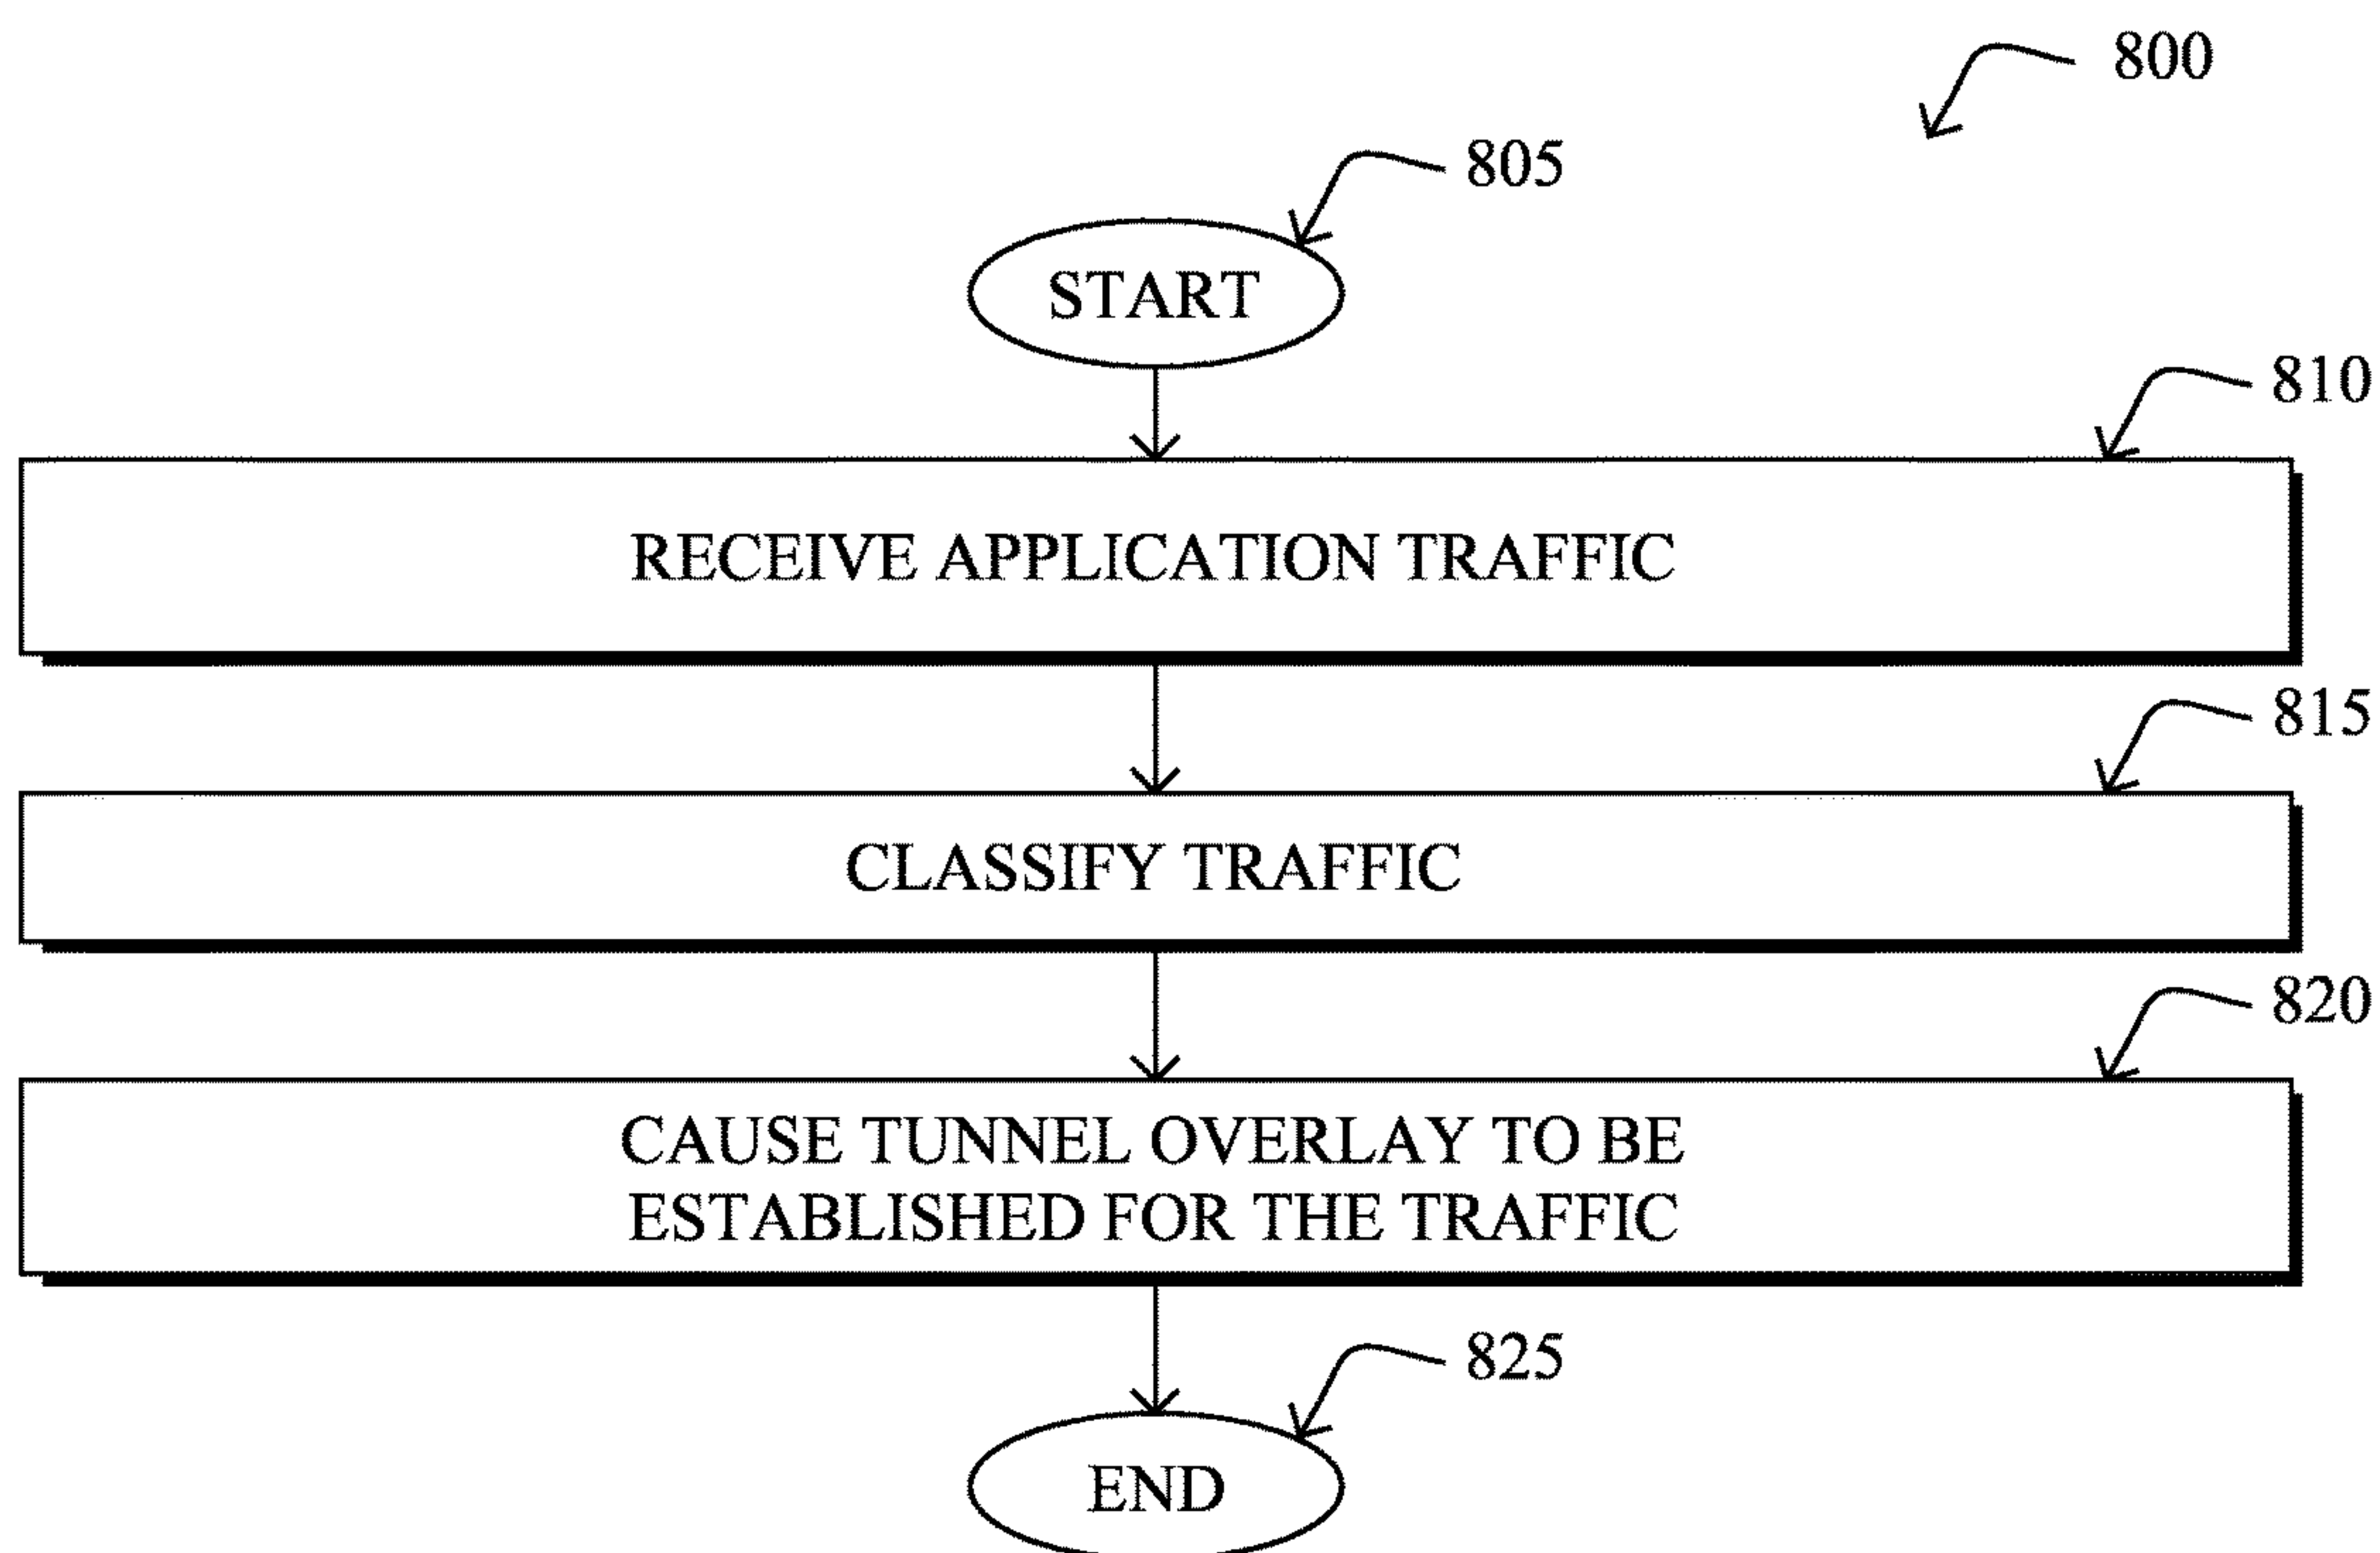 800
805
START
810
RECEIVE APPLICATION TRAFFIC
815
CLASSIFY TRAFFIC
820
CAUSE TUNNEL OVERLAY TO BE
ESTABLISHED FOR THE TRAFFIC
825
END